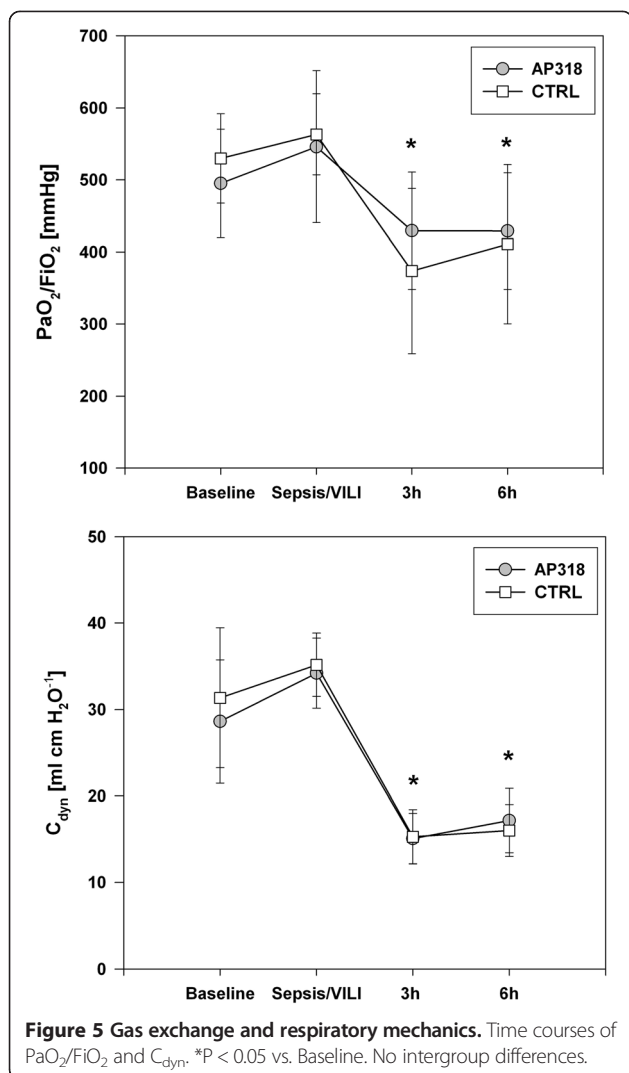 700
600
500
400
300
200
100
PaO₂/FiO₂ [mmHg]
AP318
CTRL
*
*
Baseline
Sepsis/VILI
3h
6h
50
40
30
20
10
0
C_dyn [ml cm H₂O⁻¹]
AP318
CTRL
*
*
Baseline
Sepsis/VILI
3h
6h
Figure 5 Gas exchange and respiratory mechanics. Time courses of
PaO₂/FiO₂ and C_dyn. *P < 0.05 vs. Baseline. No intergroup differences.